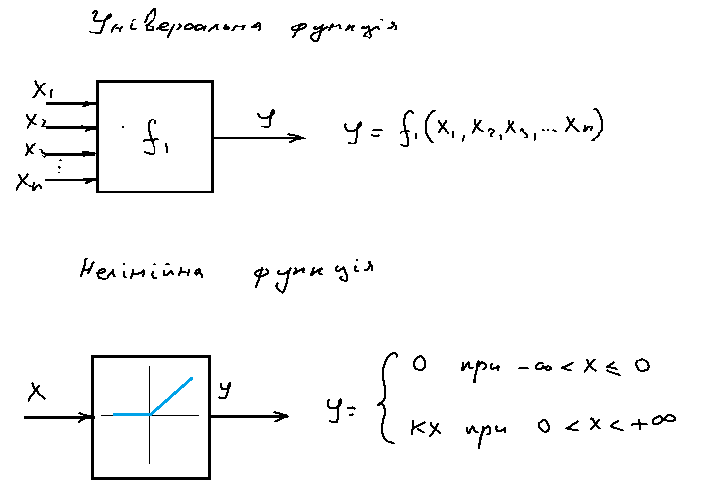 Універсальна функція
x₁
x₂
x₃
⋮
xₙ
f₁
y
y = f₁(x₁, x₂, x₃, ... xₙ)
Нелінійна функція
x
y
y = {
0 при -∞ < x ≤ 0
kx при 0 < x < +∞